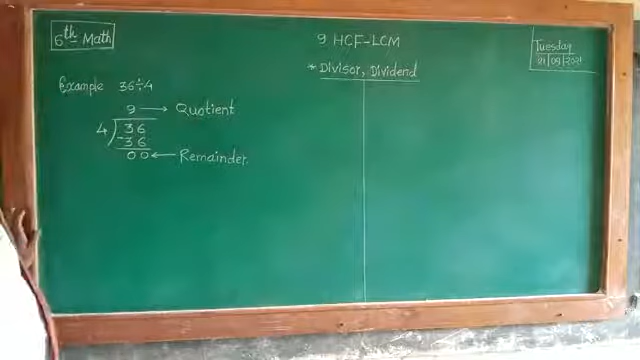 6th Math
9 HCF-LCM
Tuesday
21/09/2021
* Divisor, Dividend
Example 36÷4
9 → Quotient
4 ) 36
-36
00 ← Remainder